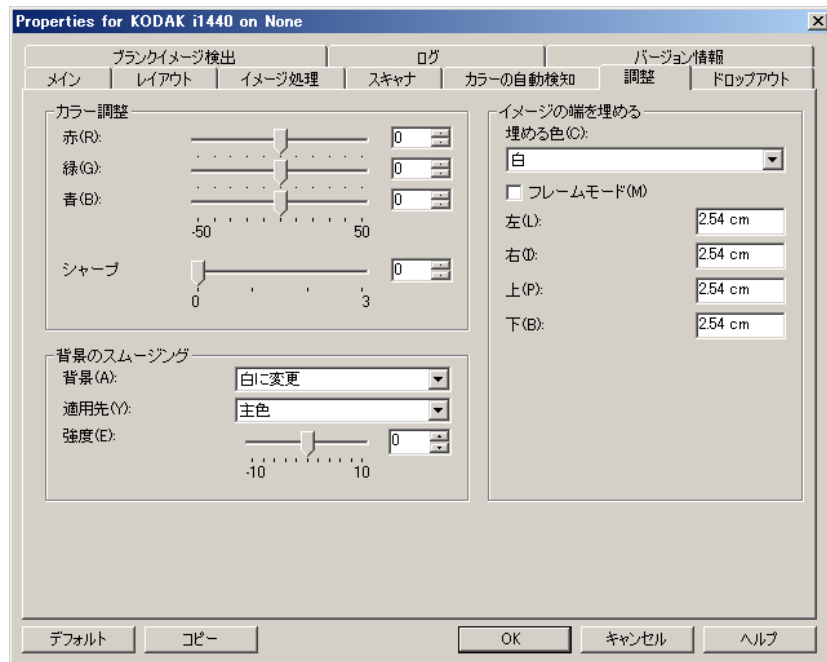 Properties for KODAK i1440 on None
ブランクイメージ検出 ログ バージョン情報
メイン レイアウト イメージ処理 スキャナ カラーの自動検知 調整 ドロップアウト
カラー調整
赤(R): 0
緑(G): 0
青(B): 0
-50 50
シャープ 0
0 3
背景のスムージング
背景(A): 白に変更
適用先(Y): 主色
強度(E): 0
-10 10
イメージの端を埋める
埋める色(C):
白
フレームモード(M)
左(L): 2.54 cm
右(I): 2.54 cm
上(P): 2.54 cm
下(B): 2.54 cm
デフォルト コピー OK キャンセル ヘルプ